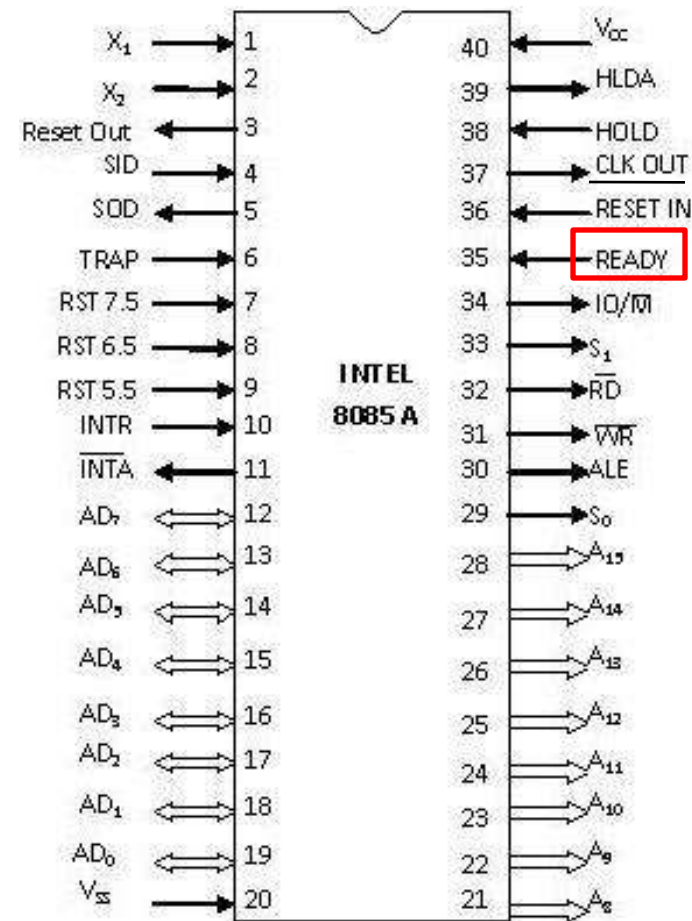 X₁ 1 40 Vcc
X₂ 2 39 HLDA
Reset Out 3 38 HOLD
SID 4 37 CLK OUT
SOD 5 36 RESET IN
TRAP 6 35 READY
RST 7.5 7 34 IO/M̅
RST 6.5 8 33 S₁
RST 5.5 9 32 R̅D̅
INTR 10 31 W̅R̅
I̅N̅T̅A̅ 11 30 ALE
AD₇ 12 29 S₀
AD₆ 13 28 A₁₅
AD₅ 14 27 A₁₄
AD₄ 15 26 A₁₃
AD₃ 16 25 A₁₂
AD₂ 17 24 A₁₁
AD₁ 18 23 A₁₀
AD₀ 19 22 A₉
Vss 20 21 A₈
INTEL
8085 A